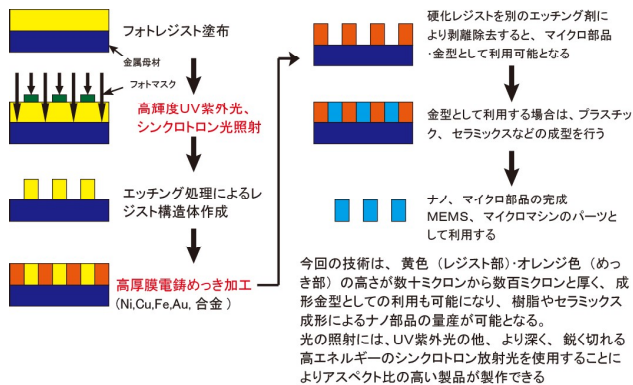 フォトレジスト塗布
金属母材
フォトマスク
高輝度UV紫外光、
シンクロトロン光照射
エッチング処理によるレ
ジスト構造体作成
高厚膜電鋳めっき加工
(Ni,Cu,Fe,Au, 合金 )
硬化レジストを別のエッチング剤に
より剥離除去すると、マイクロ部品
・金型として利用可能となる
金型として利用する場合は、プラスチッ
ク、セラミックスなどの成型を行う
ナノ、マイクロ部品の完成
MEMS、マイクロマシンのパーツと
して利用する
今回の技術は、黄色（レジスト部）・オレンジ色（めっ
き部）の高さが数十ミクロンから数百ミクロンと厚く、成
形金型としての利用も可能になり、樹脂やセラミックス
成形によるナノ部品の量産が可能となる。
光の照射には、UV紫外光の他、より深く、鋭く切れる
高エネルギーのシンクロトロン放射光を使用することに
よりアスペクト比の高い製品が製作できる